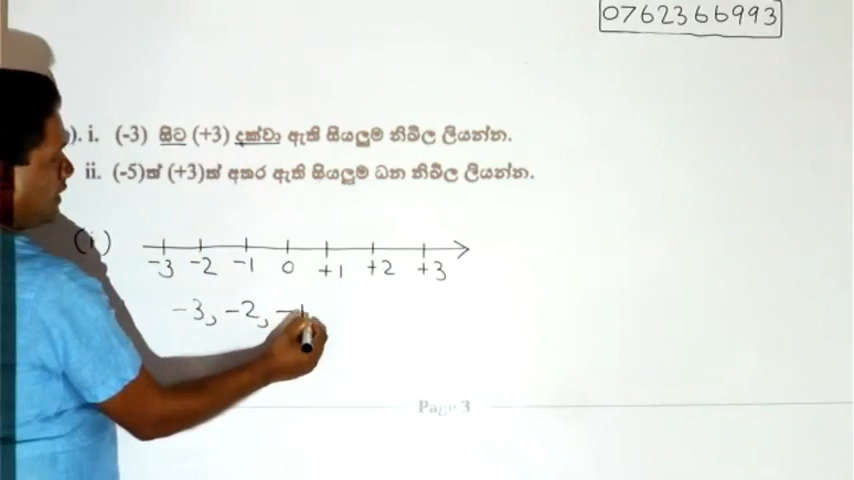 0762366993
). i. (-3) සිට (+3) දක්වා ඇති සියලුම නිඛිල ලියන්න.
ii. (-5)ත් (+3)ත් අතර ඇති සියලුම ධන නිඛිල ලියන්න.
(i)
-3 -2 -1 0 +1 +2 +3
-3, -2, -1
Page 3